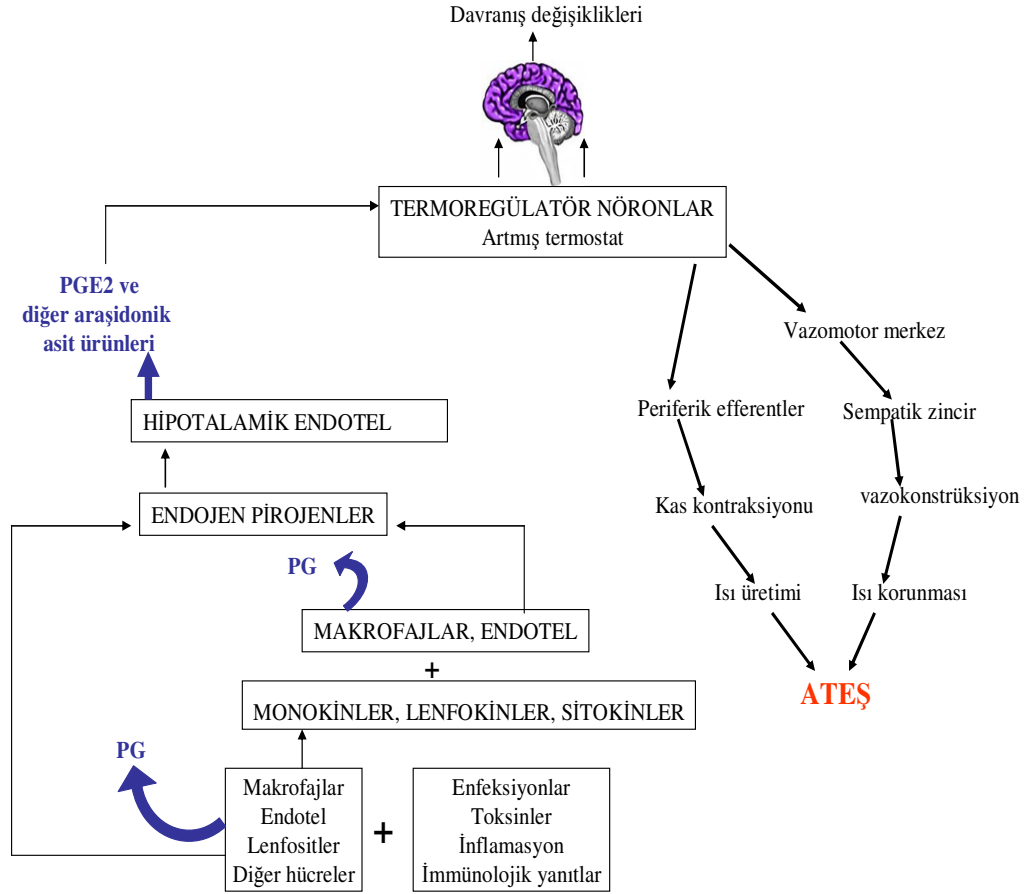 Davranış değişiklikleri
TERMOREGÜLATÖR NÖRONLAR
Artmış termostat
PGE2 ve
diğer araşidonik
asit ürünleri
Vazomotor merkez
HİPOTALAMİK ENDOTEL
Periferik efferentler
Sempatik zincir
ENDOJEN PİROJENLER
Kas kontraksiyonu
vazokonstrüksiyon
PG
Isı üretimi
Isı korunması
MAKROFAJLAR, ENDOTEL
+
ATEŞ
MONOKİNLER, LENFOKİNLER, SİTOKİNLER
PG
Makrofajlar
Endotel
Lenfositler
Diğer hücreler
+
Enfeksiyonlar
Toksinler
İnflamasyon
İmmünolojik yanıtlar